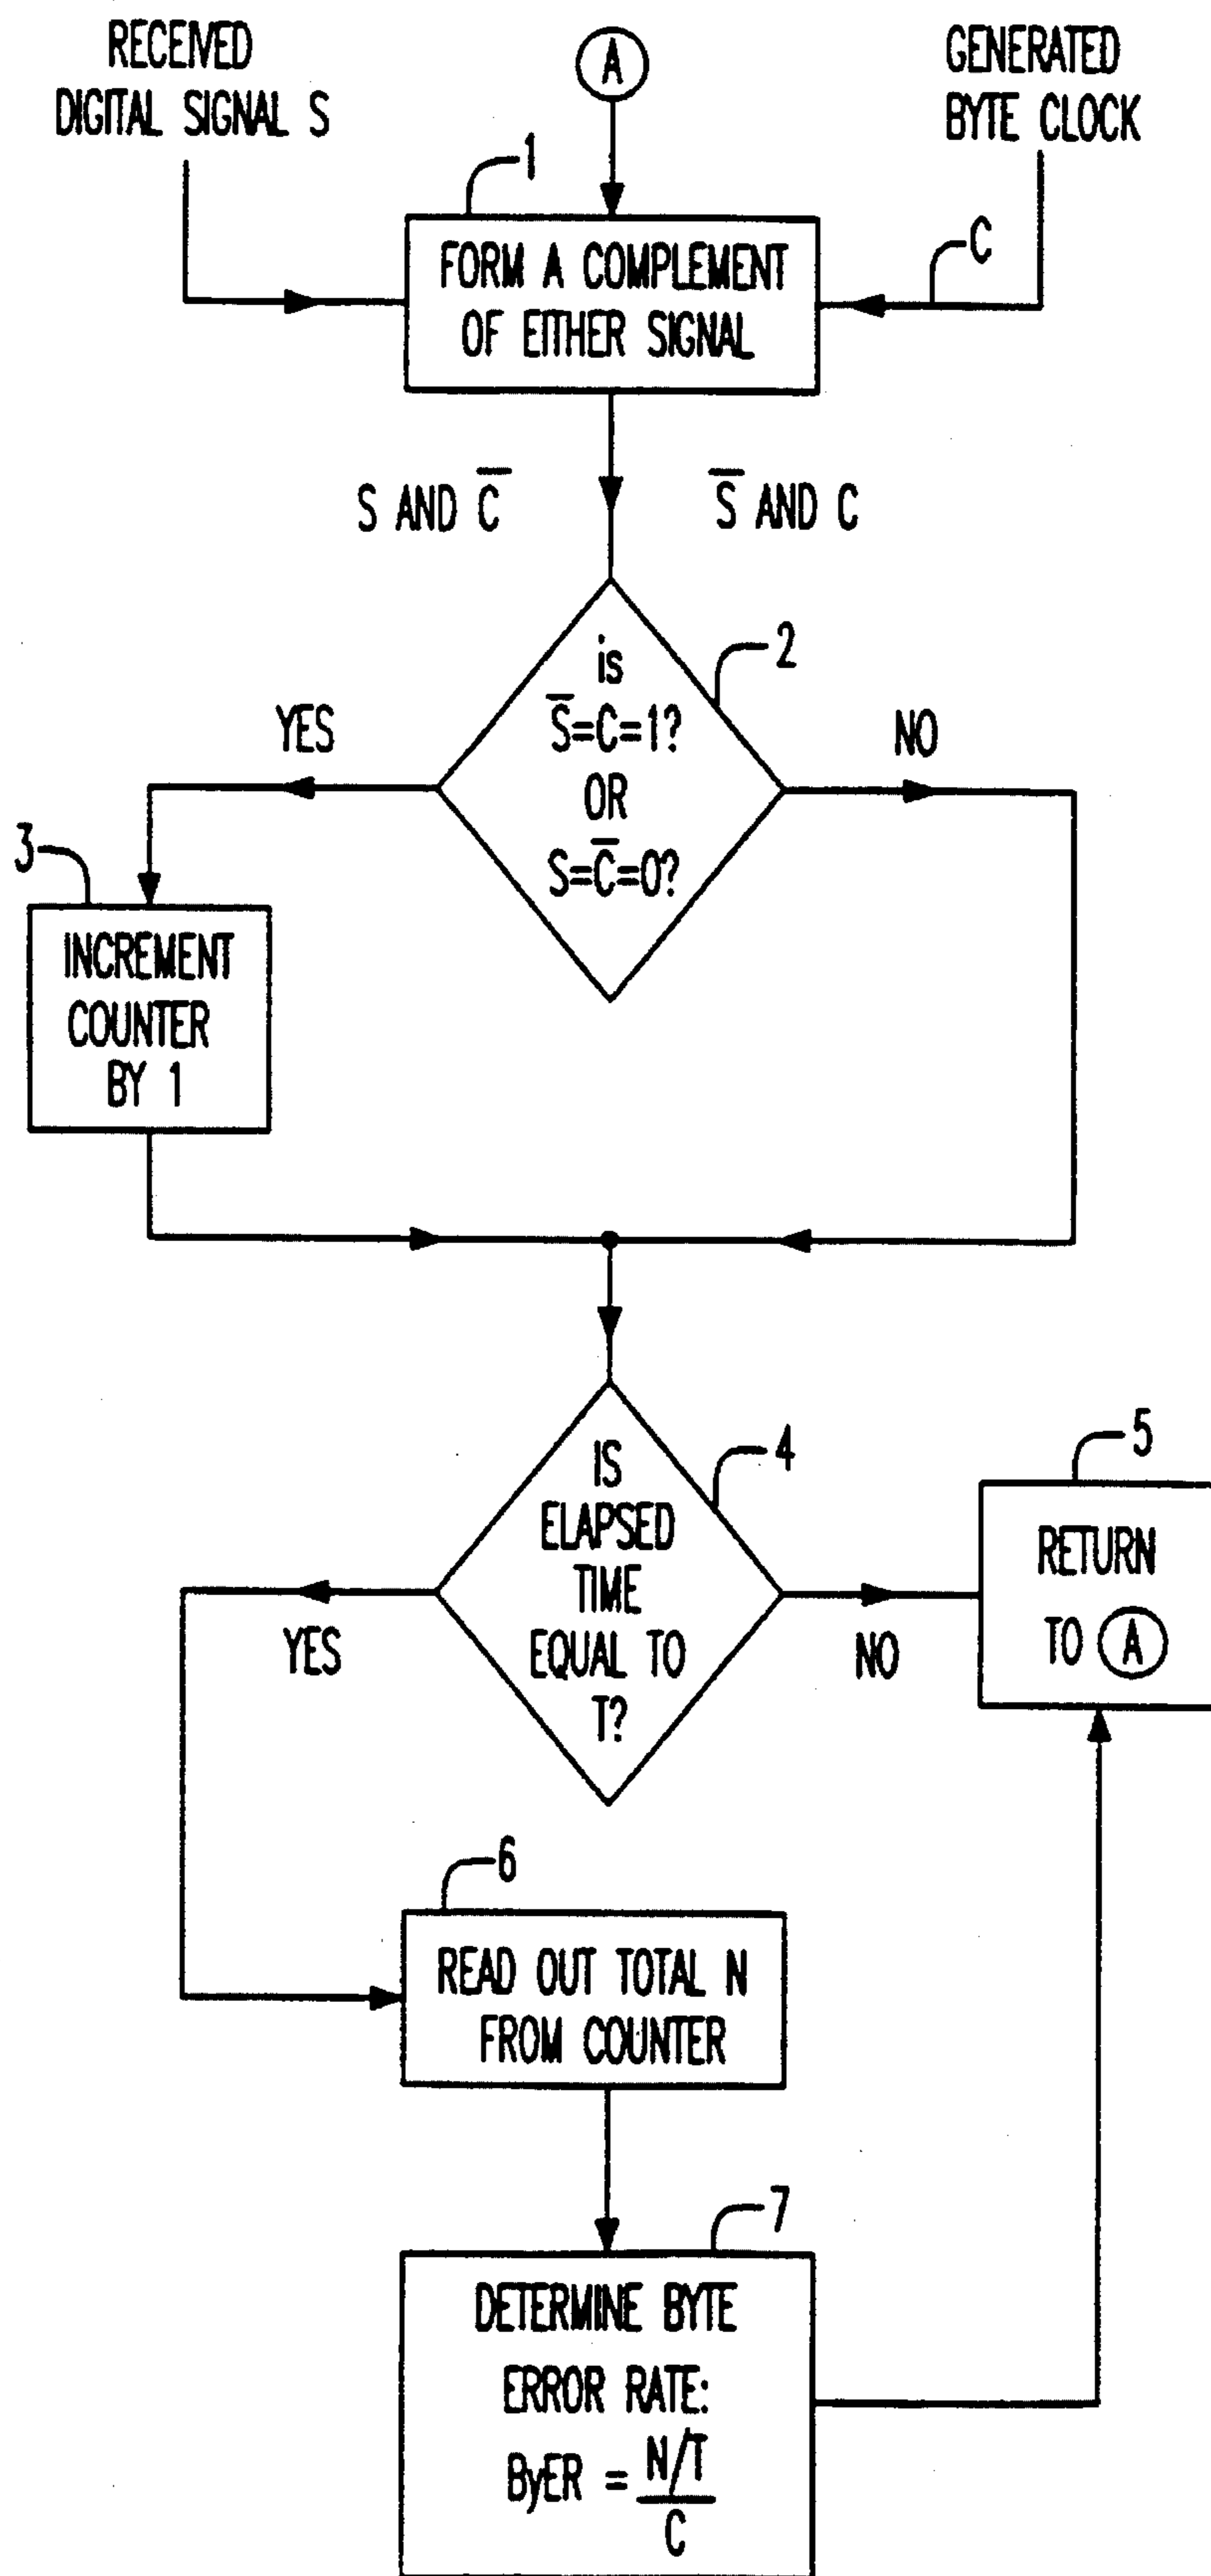 RECEIVED
DIGITAL SIGNAL S
A
GENERATED
BYTE CLOCK
1
C
FORM A COMPLEMENT
OF EITHER SIGNAL
S AND C̅
S̅ AND C
2
is
S̅=C=1?
OR
S=C̅=0?
YES
NO
3
INCREMENT
COUNTER
BY 1
4
IS
ELAPSED
TIME
EQUAL TO
T?
YES
NO
5
RETURN
TO A
6
READ OUT TOTAL N
FROM COUNTER
7
DETERMINE BYTE
ERROR RATE:
ByER = N/T
C